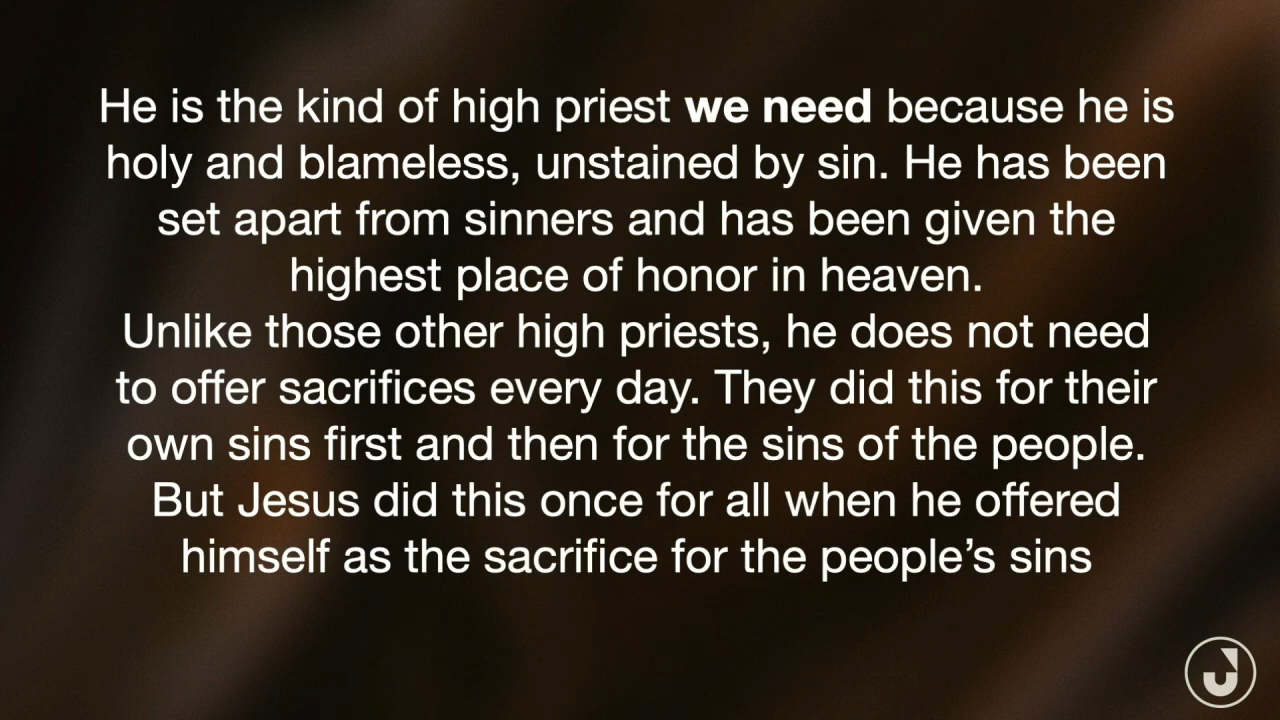 He is the kind of high priest we need because he is
holy and blameless, unstained by sin. He has been
set apart from sinners and has been given the
highest place of honor in heaven.
Unlike those other high priests, he does not need
to offer sacrifices every day. They did this for their
own sins first and then for the sins of the people.
But Jesus did this once for all when he offered
himself as the sacrifice for the people’s sins